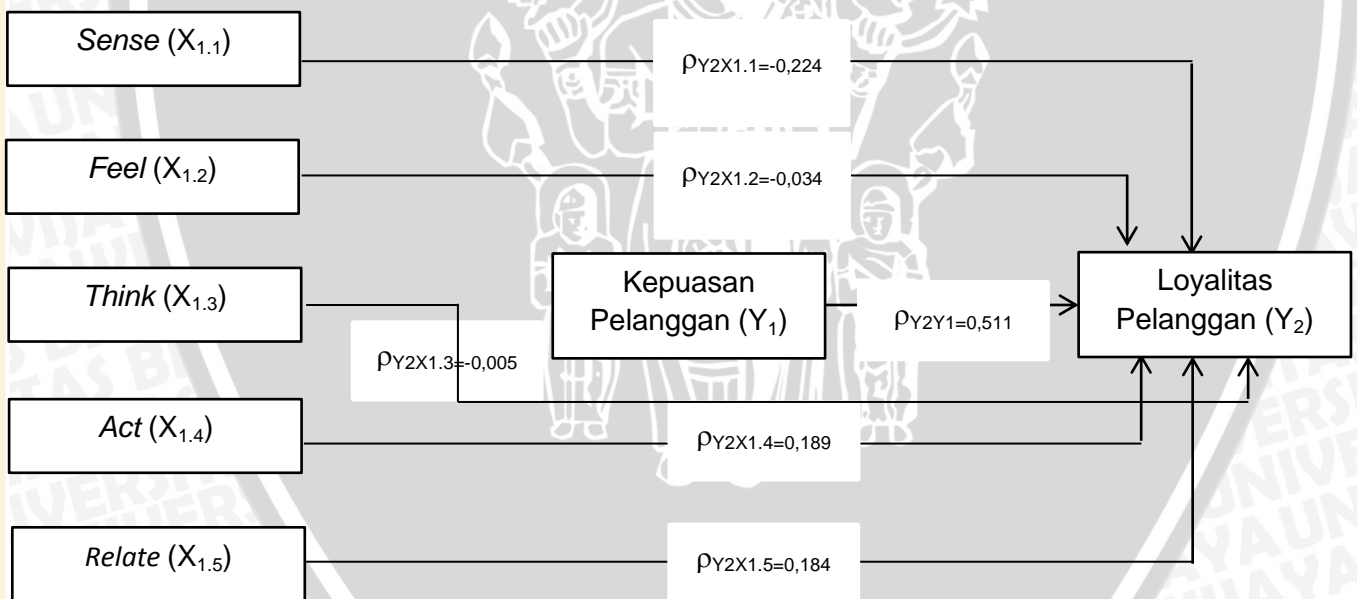 Sense (X1.1)
ρY2X1.1=-0,224
Feel (X1.2)
ρY2X1.2=-0,034
Think (X1.3)
Kepuasan
Pelanggan (Y1)
ρY2Y1=0,511
Loyalitas
Pelanggan (Y2)
ρY2X1.3=-0,005
Act (X1.4)
ρY2X1.4=0,189
Relate (X1.5)
ρY2X1.5=0,184